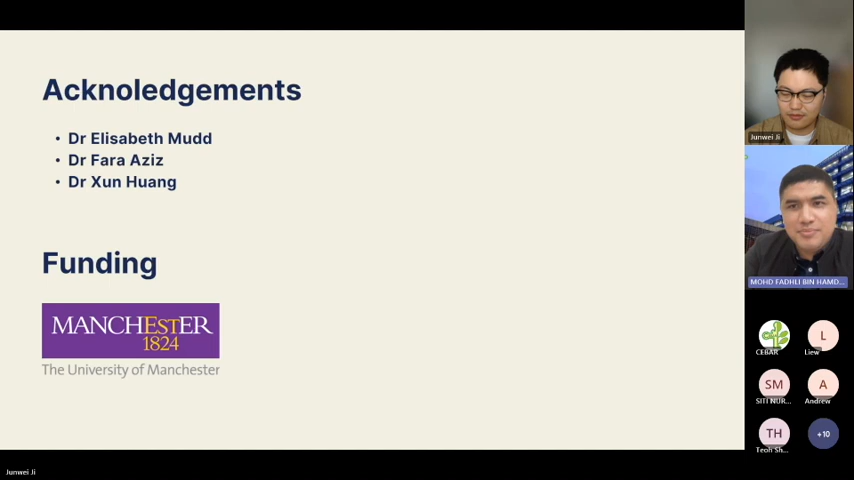 Acknoledgements
• Dr Elisabeth Mudd
• Dr Fara Aziz
• Dr Xun Huang
Funding
MANCHESTER
1824
The University of Manchester
Junwei Ji
Junwei Ji
MOHD FADHLI BIN HAMD...
CEBAR
L
Liew
SM
SITI NUR...
A
Andrew
TH
Teoh Sh...
+10